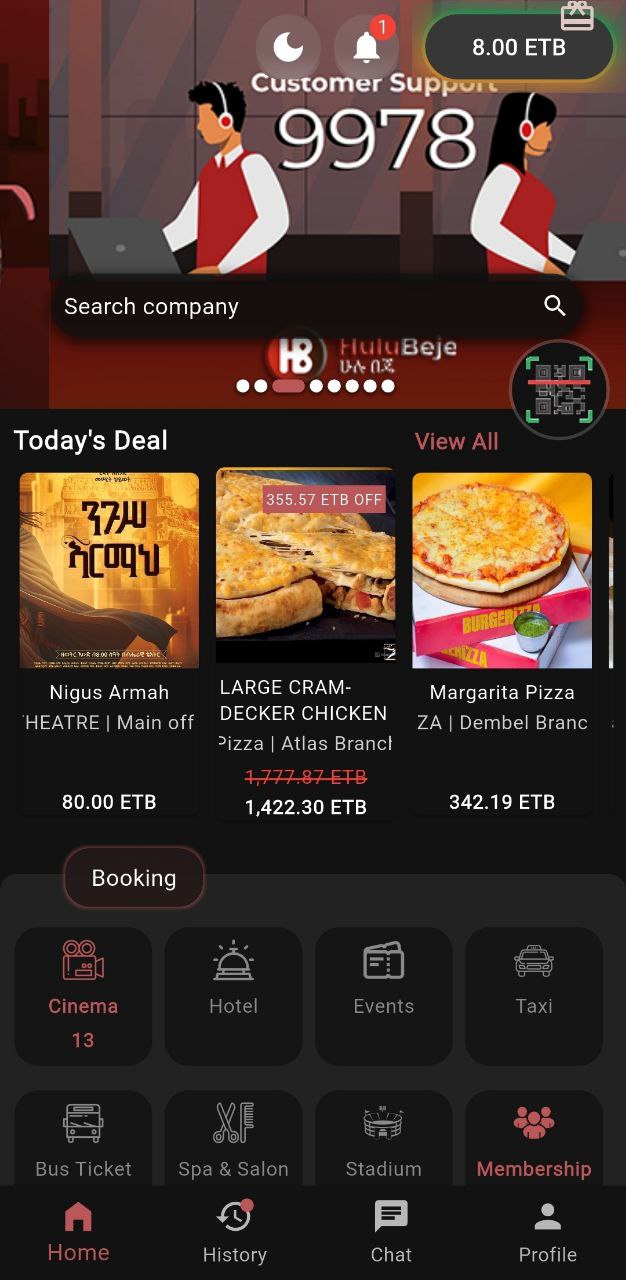 1
8.00 ETB
Customer Support
9978
Search company
HuluBeje
ሁሉ በጄ
Today's Deal
View All
ንጉሥ
አርማህ
355.57 ETB OFF
BURGERiZZA
Nigus Armah
THEATRE | Main off
80.00 ETB
LARGE CRAM-
DECKER CHICKEN
Pizza | Atlas Branch
1,777.87 ETB
1,422.30 ETB
Margarita Pizza
ZA | Dembel Branc
342.19 ETB
Booking
Cinema
13
Hotel
Events
Taxi
Bus Ticket
Spa & Salon
Stadium
Membership
Home
History
Chat
Profile